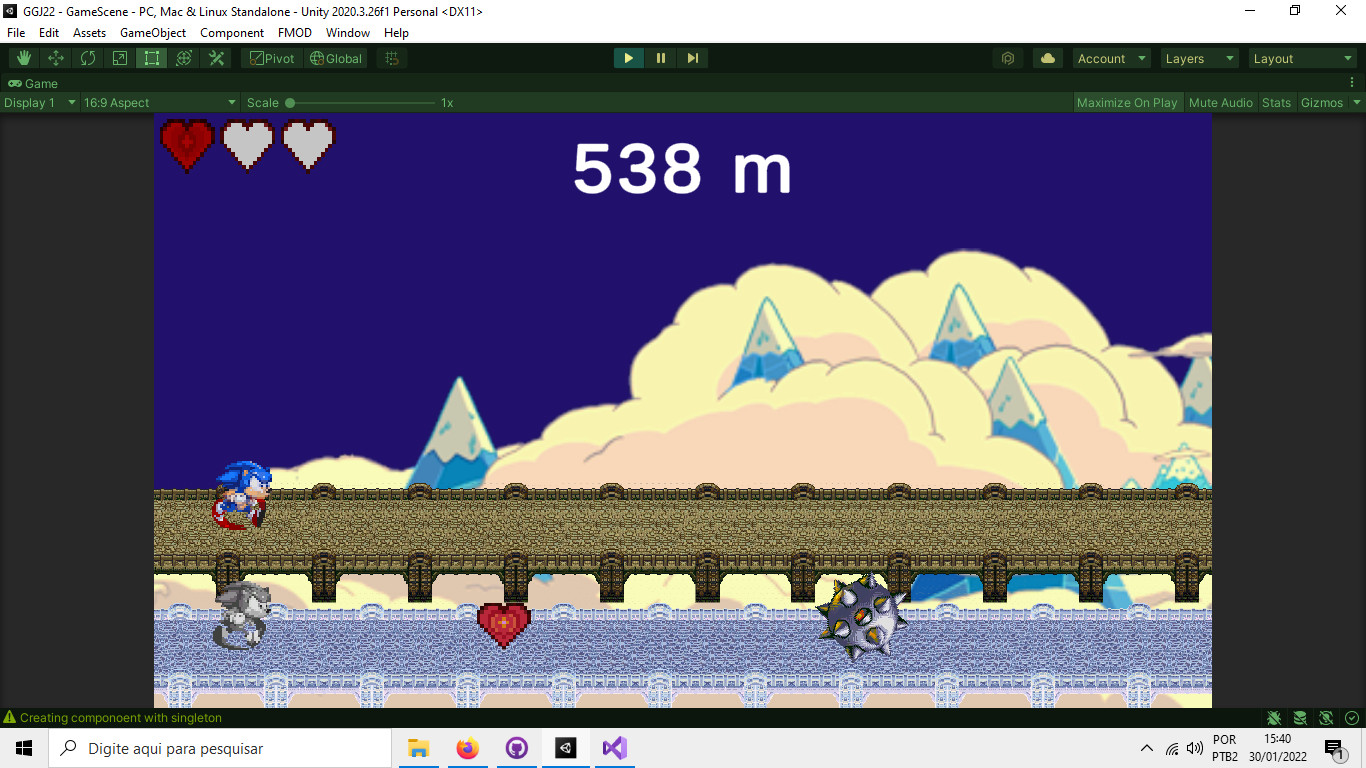 GGJ22 - GameScene - PC, Mac & Linux Standalone - Unity 2020.3.26f1 Personal <DX11>
File Edit Assets GameObject Component FMOD Window Help
Pivot Global Account Layers Layout
Game
Display 1 16:9 Aspect Scale 1x Maximize On Play Mute Audio Stats Gizmos
538 m
Creating componoent with singleton
Digite aqui para pesquisar
POR 15:40
PTB2 30/01/2022 1